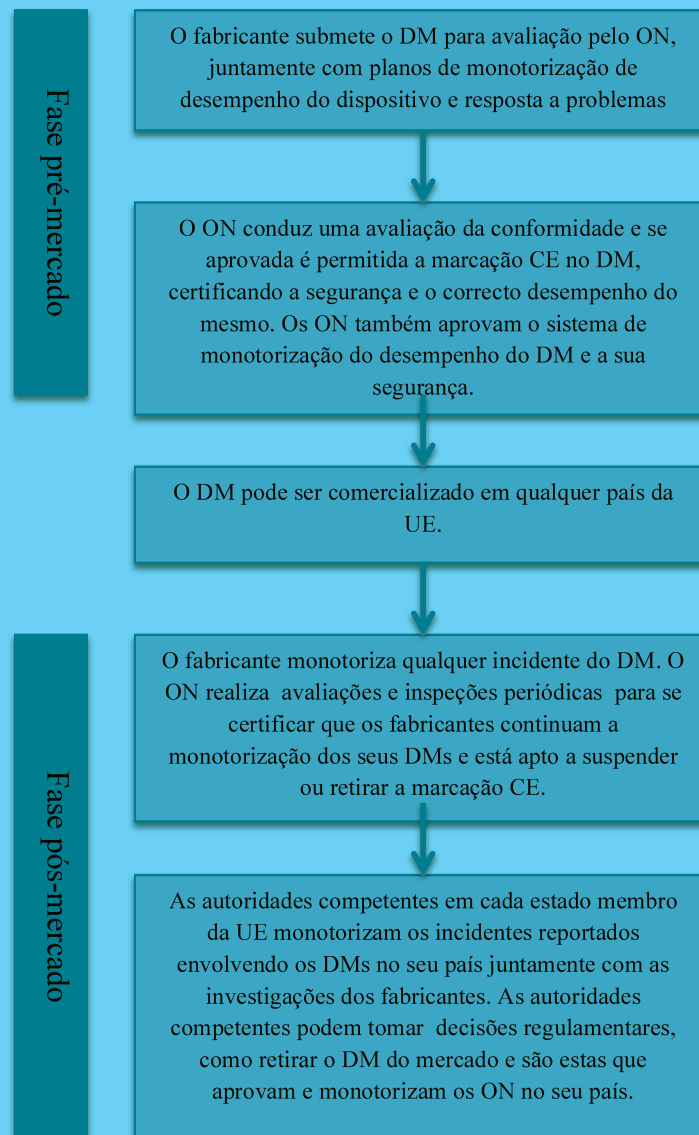 Fase pré-mercado
O fabricante submete o DM para avaliação pelo ON,
juntamente com planos de monotorização de
desempenho do dispositivo e resposta a problemas
O ON conduz uma avaliação da conformidade e se
aprovada é permitida a marcação CE no DM,
certificando a segurança e o correcto desempenho do
mesmo. Os ON também aprovam o sistema de
monotorização do desempenho do DM e a sua
segurança.
O DM pode ser comercializado em qualquer país da
UE.
Fase pós-mercado
O fabricante monotoriza qualquer incidente do DM. O
ON realiza avaliações e inspeções periódicas para se
certificar que os fabricantes continuam a
monotorização dos seus DMs e está apto a suspender
ou retirar a marcação CE.
As autoridades competentes em cada estado membro
da UE monotorizam os incidentes reportados
envolvendo os DMs no seu país juntamente com as
investigações dos fabricantes. As autoridades
competentes podem tomar decisões regulamentares,
como retirar o DM do mercado e são estas que
aprovam e monotorizam os ON no seu país.